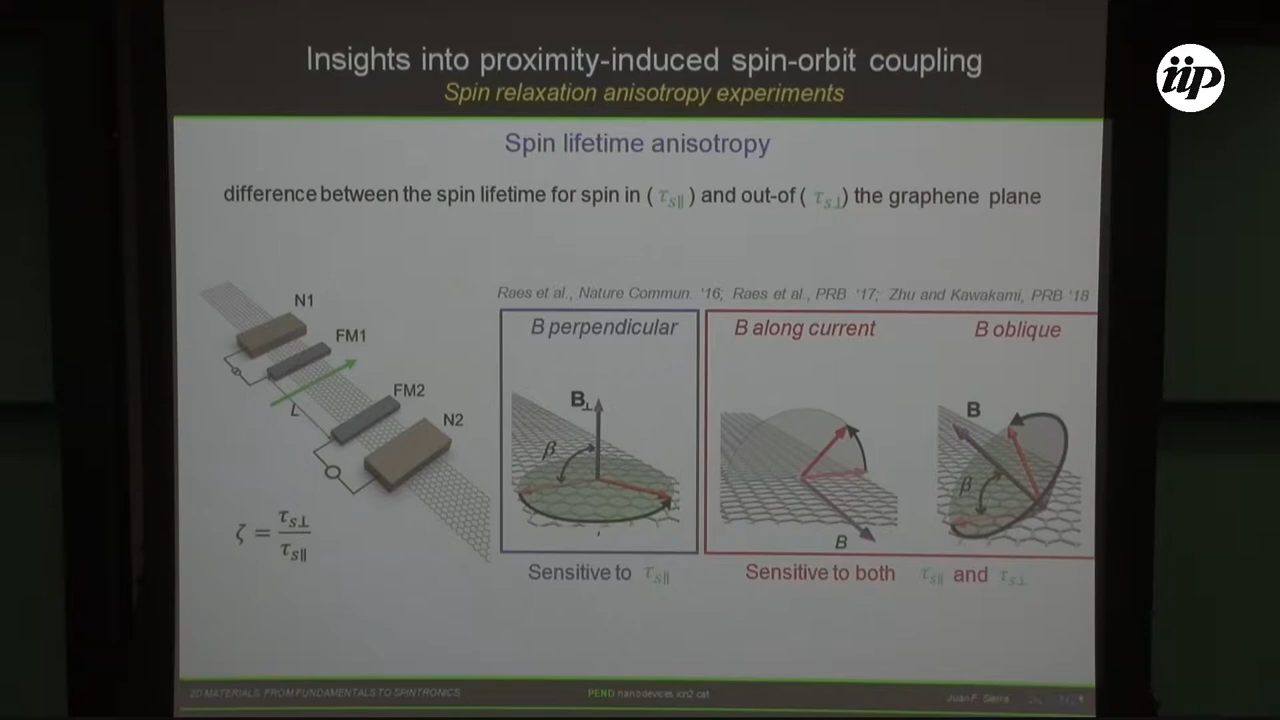 iip
Insights into proximity-induced spin-orbit coupling
Spin relaxation anisotropy experiments
Spin lifetime anisotropy
difference between the spin lifetime for spin in ( τs∥ ) and out-of ( τs⊥ ) the graphene plane
Raes et al., Nature Commun. '16; Raes et al., PRB '17; Zhu and Kawakami, PRB '18
N1
FM1
L
FM2
N2
ζ = τs⊥ / τs∥
B perpendicular
B⊥
β
Sensitive to τs∥
B along current
B
B oblique
B
β
Sensitive to both τs∥ and τs⊥
2D MATERIALS: FROM FUNDAMENTALS TO SPINTRONICS
PEND nanodevices.icn2.cat
Juan F. Sierra